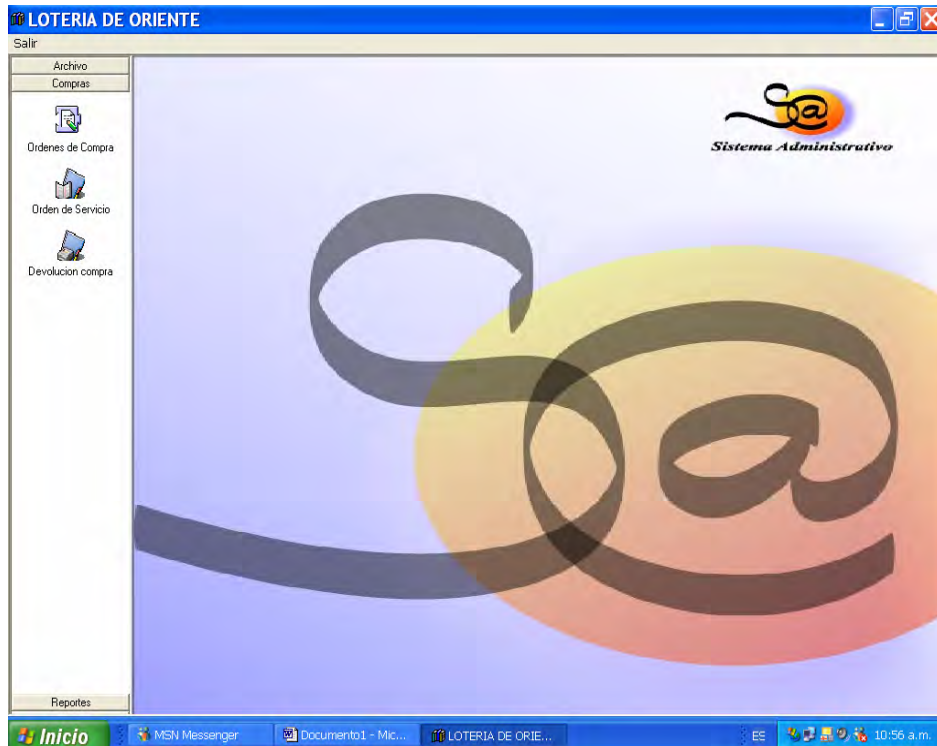 LOTERIA DE ORIENTE
Salir
Archivo
Compras
Ordenes de Compra
Orden de Servicio
Devolucion compra
S@
Sistema Administrativo
S@
Reportes
Inicio
MSN Messenger
Documento1 - Mic...
LOTERIA DE ORIE...
ES
10:56 a.m.